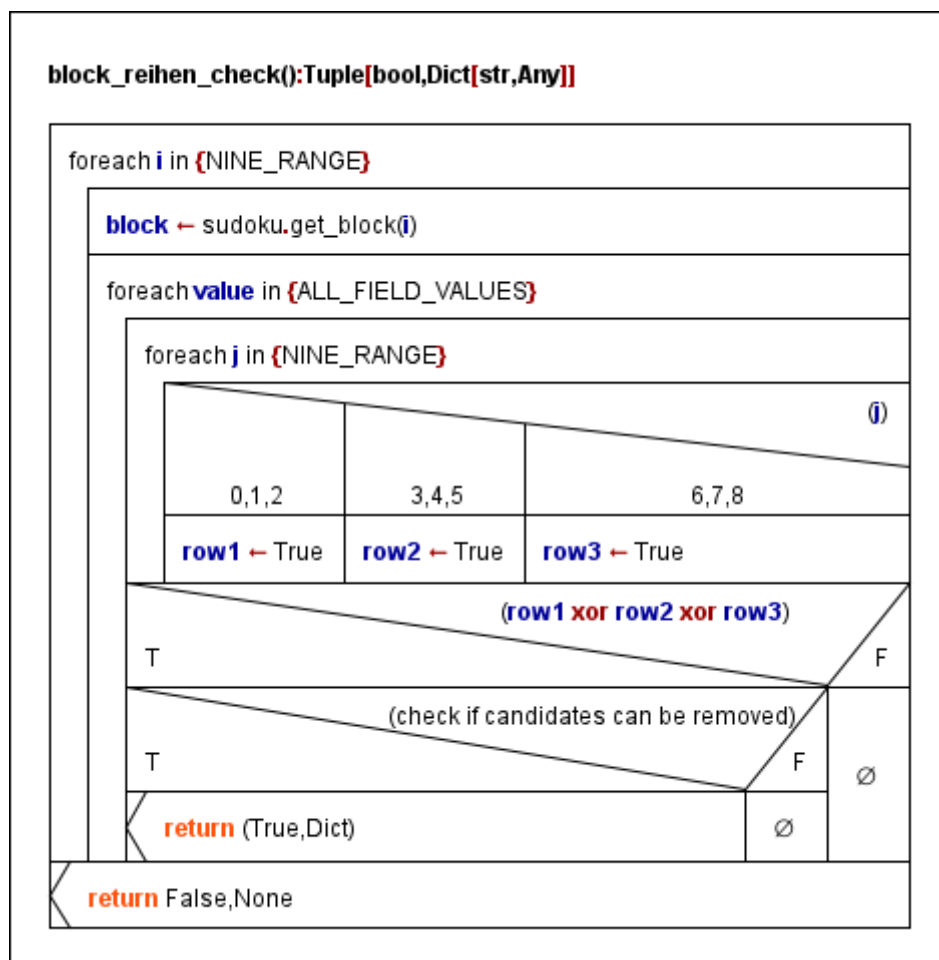 block_reihen_check():Tuple[bool,Dict[str,Any]]
foreach i in {NINE_RANGE}
block ← sudoku.get_block(i)
foreach value in {ALL_FIELD_VALUES}
foreach j in {NINE_RANGE}
(j)
0,1,2 3,4,5 6,7,8
row1 ← True row2 ← True row3 ← True
(row1 xor row2 xor row3)
T F
(check if candidates can be removed)
T F ∅
return (True,Dict) ∅
return False,None